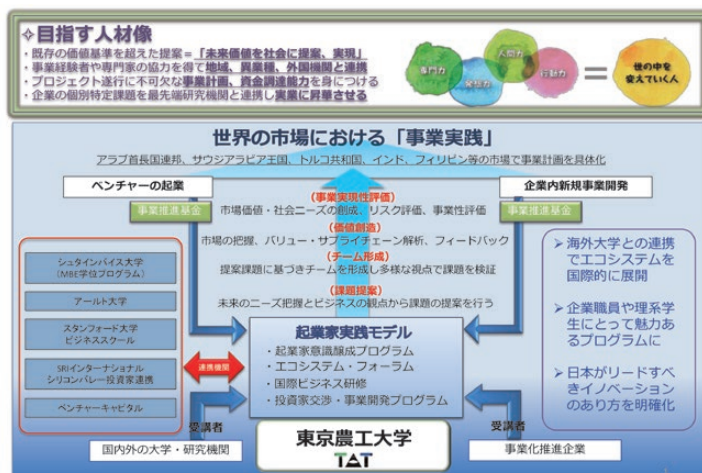 ✧目指す人材像
・既存の価値基準を超えた提案=「未来価値を社会に提案、実現」
・事業経験者や専門家の協力を得て地域、異業種、外国機関と連携
・プロジェクト遂行に不可欠な事業計画、資金調達能力を身につける
・企業の個別特定課題を最先端研究機関と連携し実業に昇華させる
専門力
発想力
人間力
行動力
=
世の中を
変えていく人
世界の市場における「事業実践」
アラブ首長国連邦、サウジアラビア王国、トルコ共和国、インド、フィリピン等の市場で事業計画を具体化
ベンチャーの起業
企業内新規事業開発
事業推進基金
事業推進基金
(事業実現性評価)
市場価値・社会ニーズの創成、リスク評価、事業性評価
(価値創造)
市場の把握、バリュー・サプライチェーン解析、フィードバック
(チーム形成)
提案課題に基づきチームを形成し多様な視点で課題を検証
(課題提案)
未来のニーズ把握とビジネスの観点から課題の提案を行う
シュタインバイス大学
(MBE学位プログラム)
アールト大学
スタンフォード大学
ビジネススクール
SRIインターナショナル
シリコンバレー投資家連携
ベンチャーキャピタル
連携機関
起業家実践モデル
・起業家意識醸成プログラム
・エコシステム・フォーラム
・国際ビジネス研修
・投資家交渉・事業開発プログラム
➢海外大学との連携
でエコシステムを
国際的に展開
➢企業職員や理系学
生にとって魅力あ
るプログラムに
➢日本がリードすべ
きイノベーション
のあり方を明確化
受講者
受講者
国内外の大学・研究機関
東京農工大学
TAT
事業化推進企業